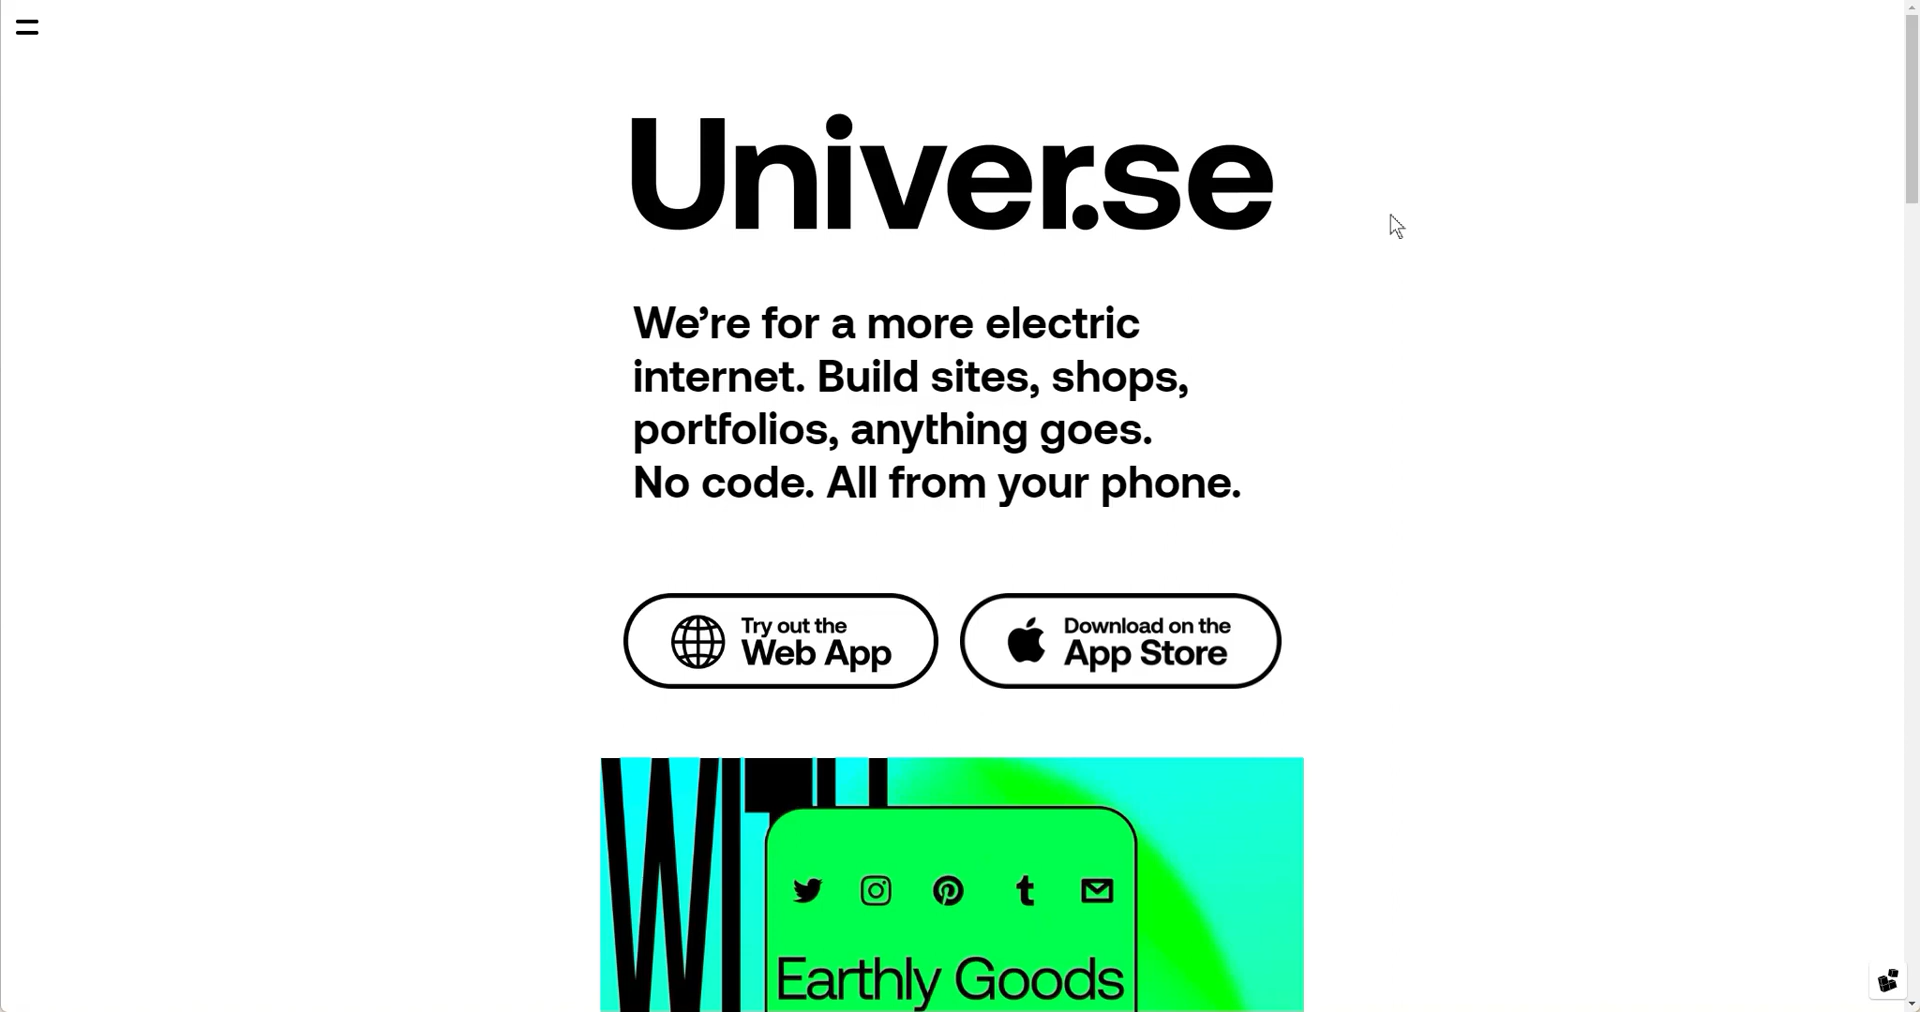 Univer.se
We’re for a more electric
internet. Build sites, shops,
portfolios, anything goes.
No code. All from your phone.
Try out the
Web App
Download on the
App Store
Earthly Goods